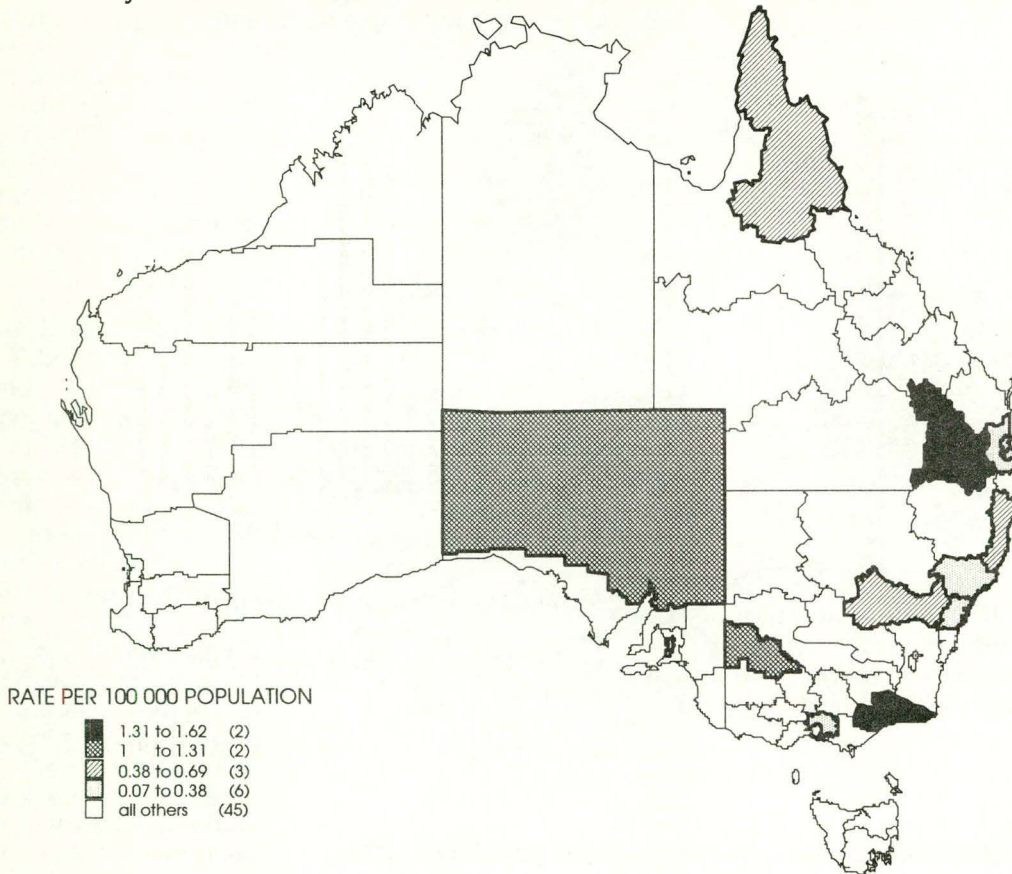 RATE PER 100 000 POPULATION
1.31 to 1.62 (2)
1 to 1.31 (2)
0.38 to 0.69 (3)
0.07 to 0.38 (6)
all others (45)